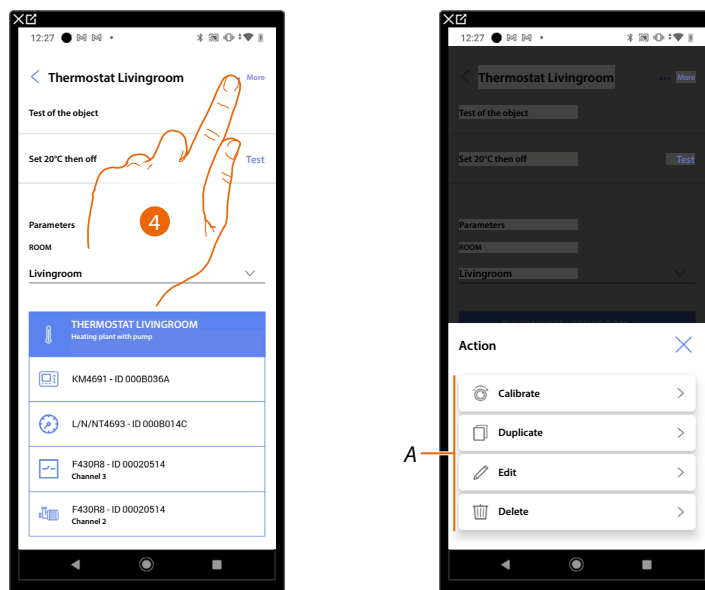 12:27
Thermostat Livingroom
More
Test of the object
Set 20°C then off
Test
4
Parameters
ROOM
Livingroom
THERMOSTAT LIVINGROOM
Heating plant with pump
KM4691 - ID 000B036A
L/N/NT4693 - ID 000B014C
F430R8 - ID 00020514
Channel 3
F430R8 - ID 00020514
Channel 2
12:27
Thermostat Livingroom
••• More
Test of the object
Set 20°C then off
Test
Parameters
ROOM
Livingroom
THERMOSTAT LIVINGROOM
Action
A
Calibrate
Duplicate
Edit
Delete